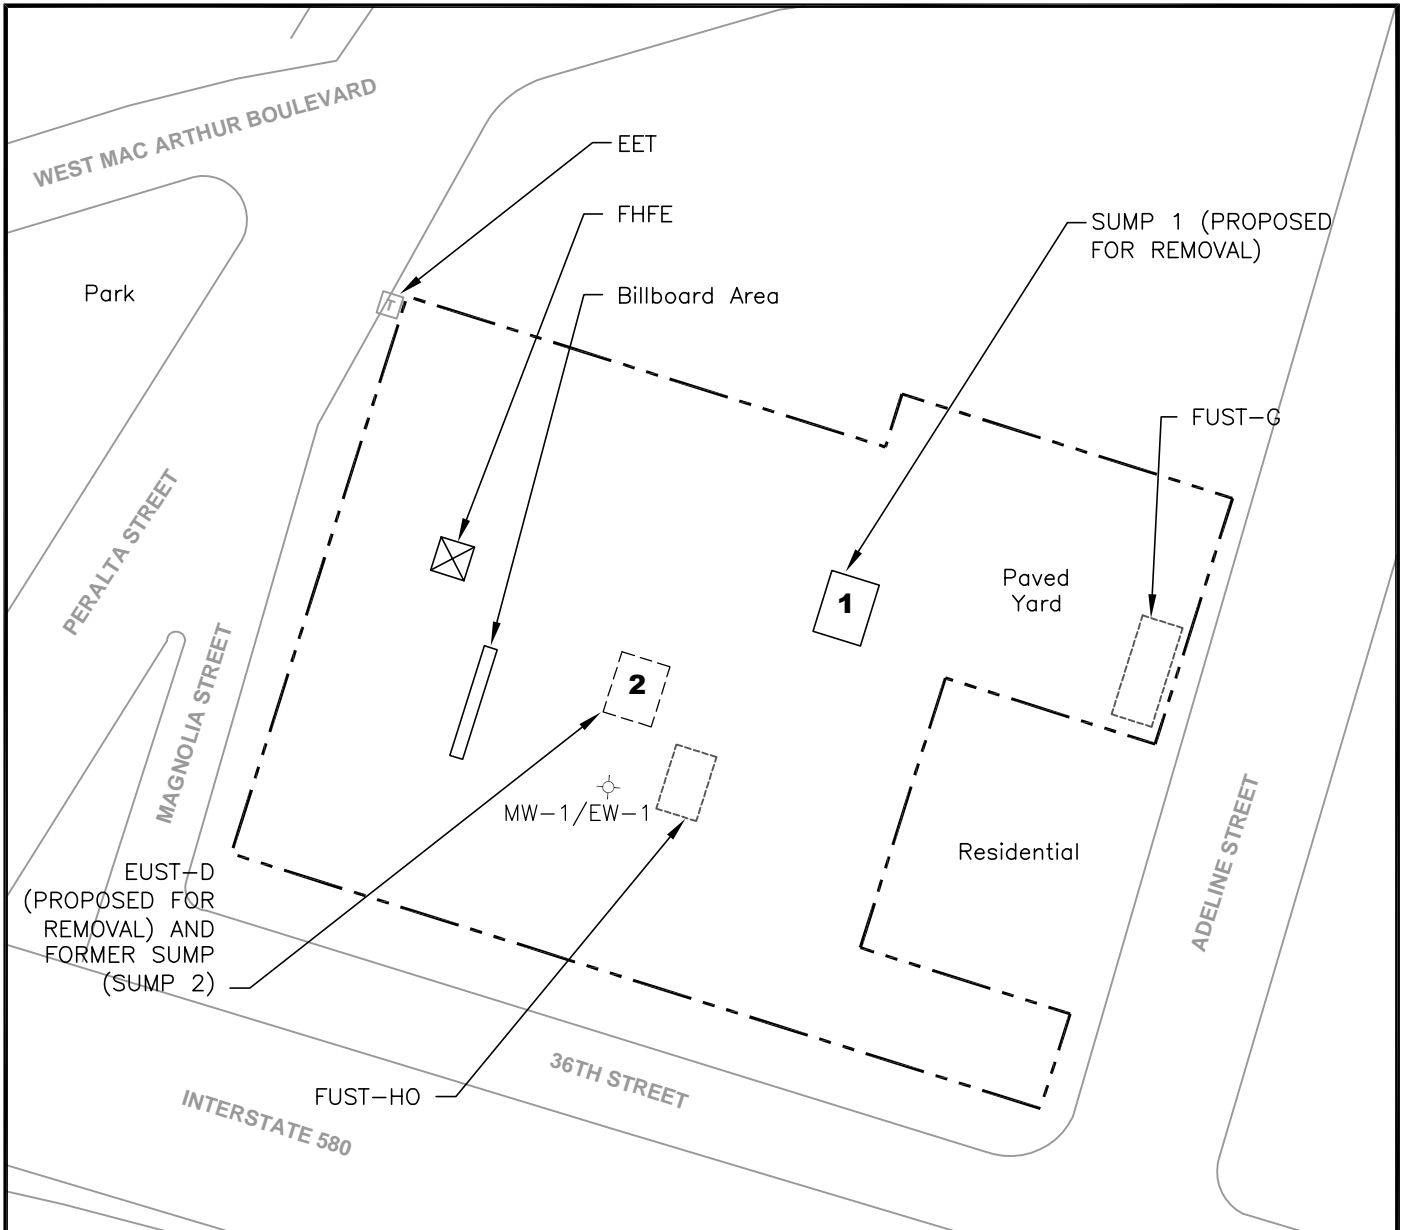 WEST MAC ARTHUR BOULEVARD
EET
FHFE
SUMP 1 (PROPOSED
FOR REMOVAL)
Park
T
Billboard Area
FUST-G
PERALTA STREET
Paved
Yard
1
2
MAGNOLIA STREET
MW-1/EW-1
Residential
ADELINE STREET
EUST-D
(PROPOSED FOR
REMOVAL) AND
FORMER SUMP
(SUMP 2)
36TH STREET
FUST-HO
INTERSTATE 580